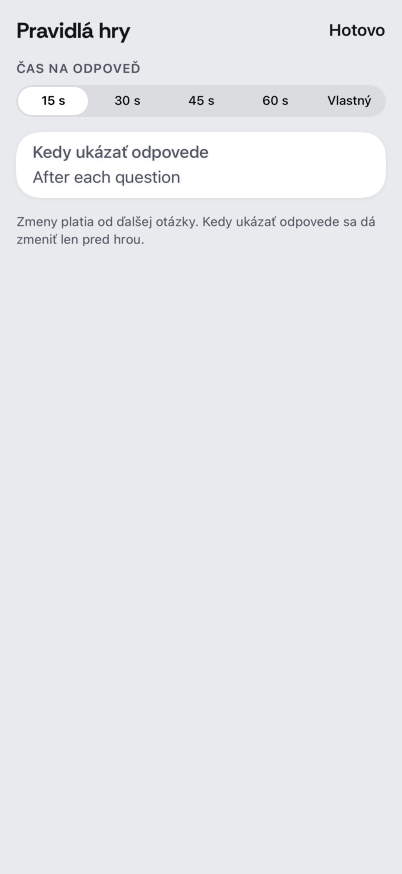 Pravidlá hry
Hotovo
ČAS NA ODPOVEĎ
15 s
30 s
45 s
60 s
Vlastný
Kedy ukázať odpovede
After each question
Zmeny platia od ďalšej otázky. Kedy ukázať odpovede sa dá
zmeniť len pred hrou.